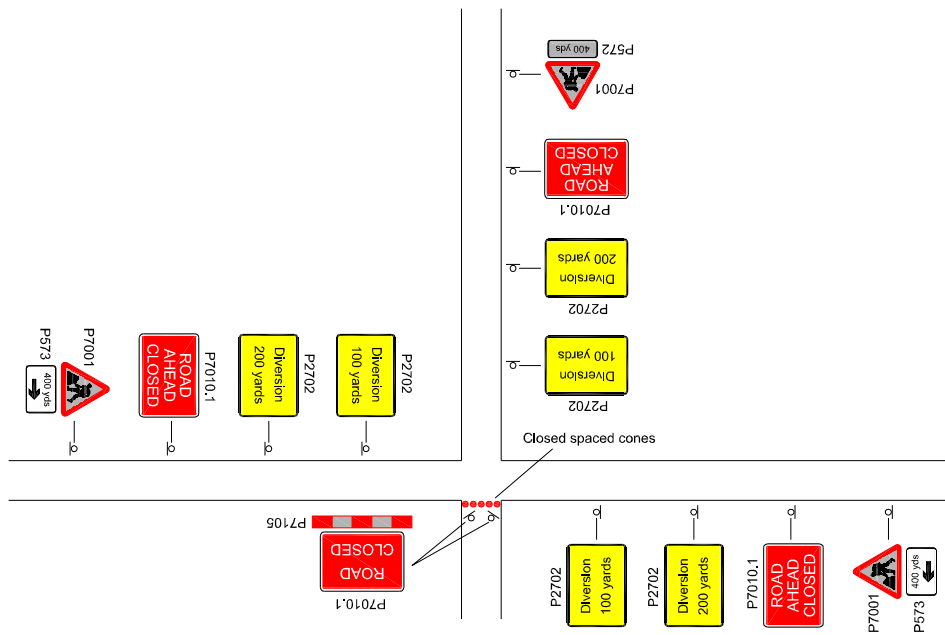 400 yds
P572
P7001
ROAD
AHEAD
CLOSED
P7010.1
Diversion
200 yards
P2702
Diversion
100 yards
P2702
P573
400 yds
P7001
ROAD
AHEAD
CLOSED
P7010.1
Diversion
200 yards
P2702
Diversion
100 yards
P2702
Closed spaced cones
P7105
ROAD
CLOSED
P7010.1
P2702
Diversion
100 yards
P2702
Diversion
200 yards
P7010.1
ROAD
AHEAD
CLOSED
P7001
400 yds
P573